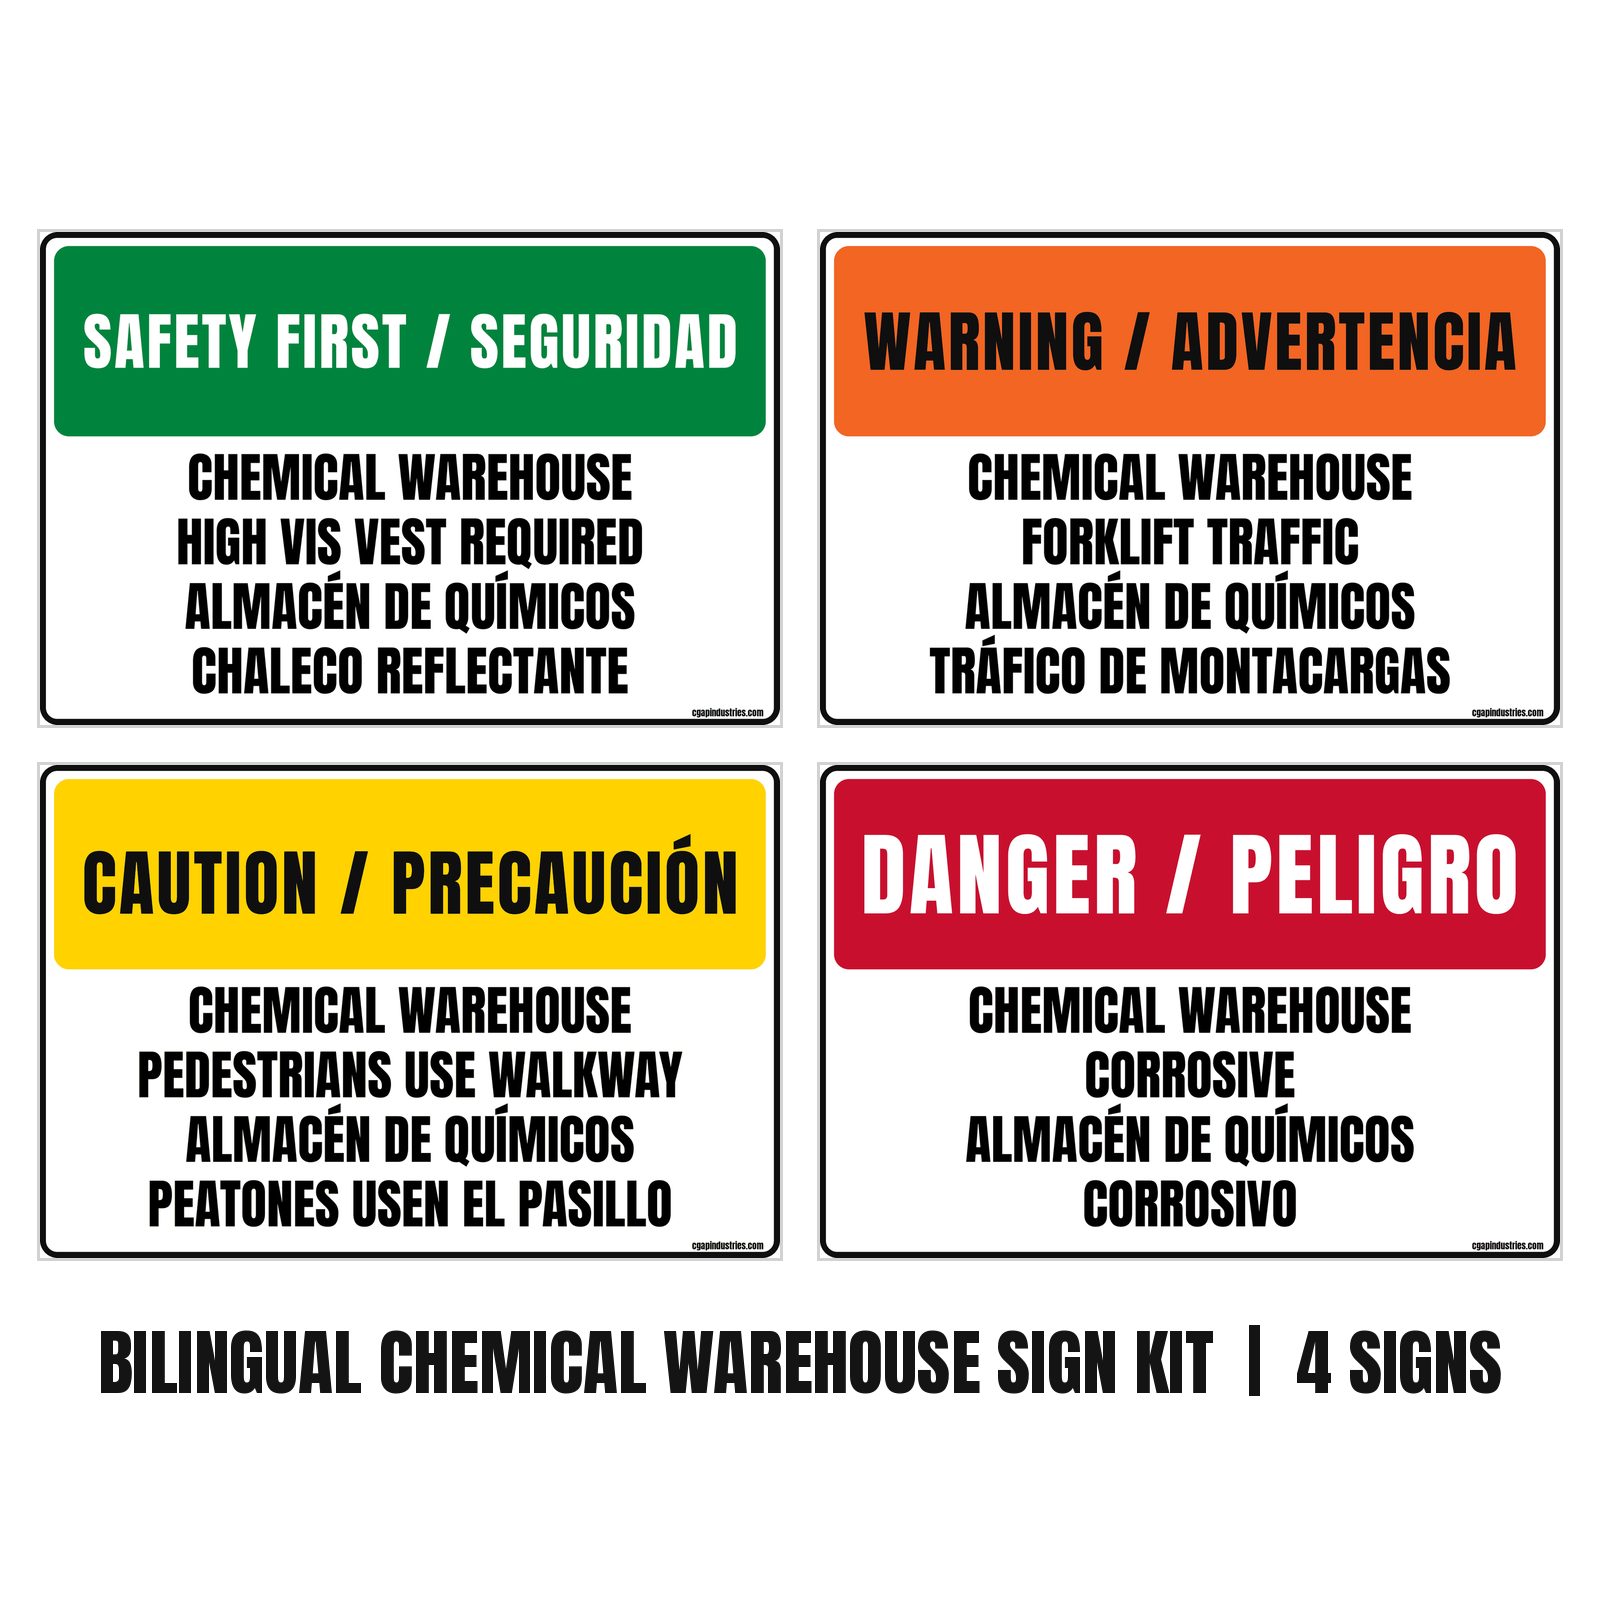 SAFETY FIRST / SEGURIDAD
CHEMICAL WAREHOUSE
HIGH VIS VEST REQUIRED
ALMACÉN DE QUÍMICOS
CHALECO REFLECTANTE
cgapindustries.com
WARNING / ADVERTENCIA
CHEMICAL WAREHOUSE
FORKLIFT TRAFFIC
ALMACÉN DE QUÍMICOS
TRÁFICO DE MONTACARGAS
cgapindustries.com
CAUTION / PRECAUCIÓN
CHEMICAL WAREHOUSE
PEDESTRIANS USE WALKWAY
ALMACÉN DE QUÍMICOS
PEATONES USEN EL PASILLO
cgapindustries.com
DANGER / PELIGRO
CHEMICAL WAREHOUSE
CORROSIVE
ALMACÉN DE QUÍMICOS
CORROSIVO
cgapindustries.com
BILINGUAL CHEMICAL WAREHOUSE SIGN KIT | 4 SIGNS